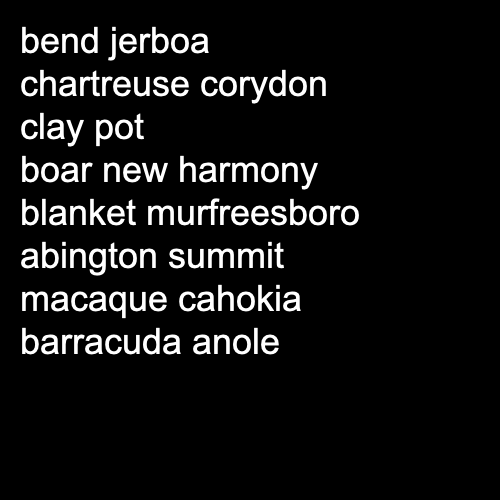 bend jerboa
chartreuse corydon
clay pot
boar new harmony
blanket murfreesboro
abington summit
macaque cahokia
barracuda anole